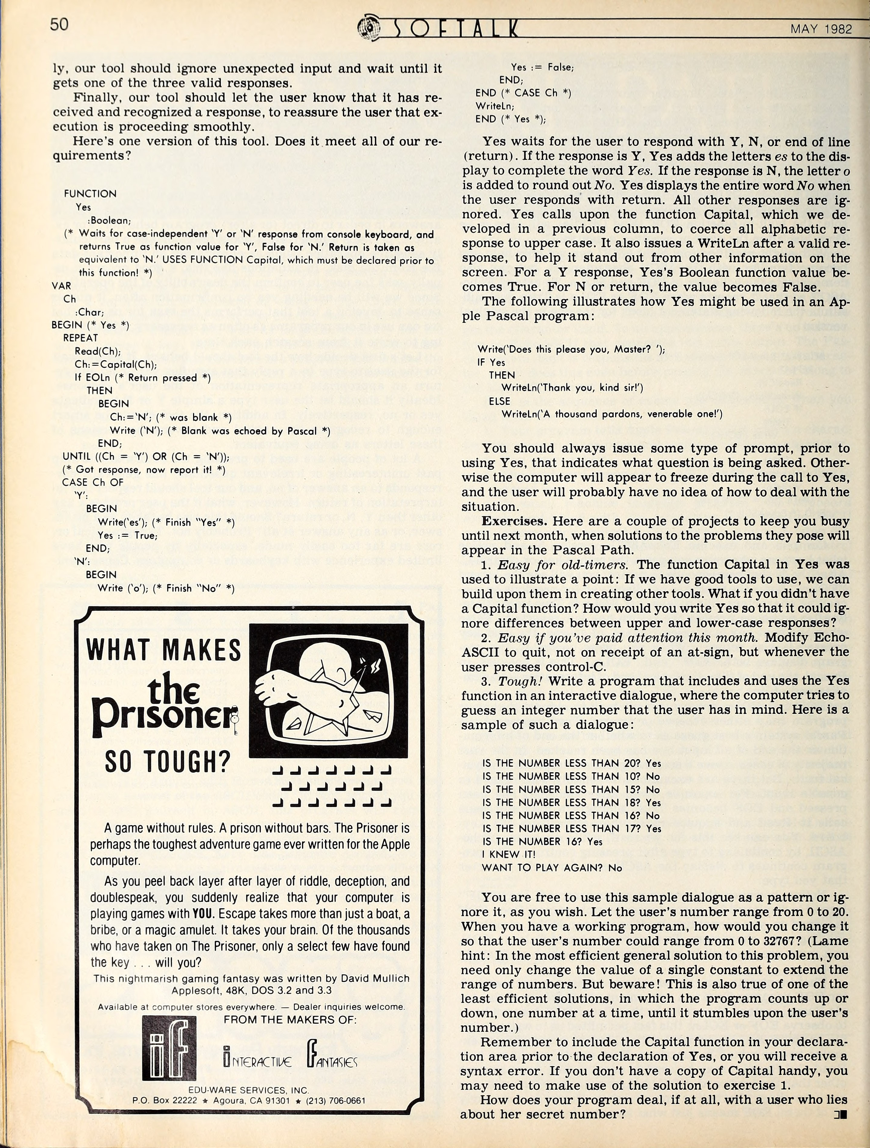 50
SOFTALK
MAY 1982
ly, our tool should ignore unexpected input and wait until it
gets one of the three valid responses.
Finally, our tool should let the user know that it has re-
ceived and recognized a response, to reassure the user that ex-
ecution is proceeding smoothly.
Here's one version of this tool. Does it meet all of our re-
quirements?
FUNCTION
Yes
:Boolean;
(* Waits for case-independent 'Y' or 'N' response from console keyboard, and
returns True as function value for 'Y', False for 'N.' Return is taken as
equivalent to 'N.' USES FUNCTION Capital, which must be declared prior to
this function! *)
VAR
Ch
:Char;
BEGIN (* Yes *)
REPEAT
Read(Ch);
Ch:=Capital(Ch);
If EOLn (* Return pressed *)
THEN
BEGIN
Ch:='N'; (* was blank *)
Write ('N'); (* Blank was echoed by Pascal *)
END;
UNTIL ((Ch = 'Y') OR (Ch = 'N'));
(* Got response, now report it! *)
CASE Ch OF
'Y':
BEGIN
Write('es'); (* Finish "Yes" *)
Yes := True;
END;
'N':
BEGIN
Write ('o'); (* Finish "No" *)
Yes := False;
END;
END (* CASE Ch *)
WriteLn;
END (* Yes *);
Yes waits for the user to respond with Y, N, or end of line
(return). If the response is Y, Yes adds the letters es to the dis-
play to complete the word Yes. If the response is N, the letter o
is added to round out No. Yes displays the entire word No when
the user responds with return. All other responses are ig-
nored. Yes calls upon the function Capital, which we de-
veloped in a previous column, to coerce all alphabetic re-
sponse to upper case. It also issues a WriteLn after a valid re-
sponse, to help it stand out from other information on the
screen. For a Y response, Yes's Boolean function value be-
comes True. For N or return, the value becomes False.
The following illustrates how Yes might be used in an Ap-
ple Pascal program:
Write('Does this please you, Master? ');
IF Yes
THEN
WriteLn('Thank you, kind sir!')
ELSE
WriteLn('A thousand pardons, venerable one!')
You should always issue some type of prompt, prior to
using Yes, that indicates what question is being asked. Other-
wise the computer will appear to freeze during the call to Yes,
and the user will probably have no idea of how to deal with the
situation.
Exercises. Here are a couple of projects to keep you busy
until next month, when solutions to the problems they pose will
appear in the Pascal Path.
1. Easy for old-timers. The function Capital in Yes was
used to illustrate a point: If we have good tools to use, we can
build upon them in creating other tools. What if you didn't have
a Capital function? How would you write Yes so that it could ig-
nore differences between upper and lower-case responses?
2. Easy if you've paid attention this month. Modify Echo-
ASCII to quit, not on receipt of an at-sign, but whenever the
user presses control-C.
3. Tough! Write a program that includes and uses the Yes
function in an interactive dialogue, where the computer tries to
guess an integer number that the user has in mind. Here is a
sample of such a dialogue:
IS THE NUMBER LESS THAN 20? Yes
IS THE NUMBER LESS THAN 10? No
IS THE NUMBER LESS THAN 15? No
IS THE NUMBER LESS THAN 18? Yes
IS THE NUMBER LESS THAN 16? No
IS THE NUMBER LESS THAN 17? Yes
IS THE NUMBER 16? Yes
I KNEW IT!
WANT TO PLAY AGAIN? No
You are free to use this sample dialogue as a pattern or ig-
nore it, as you wish. Let the user's number range from 0 to 20.
When you have a working program, how would you change it
so that the user's number could range from 0 to 32767? (Lame
hint: In the most efficient general solution to this problem, you
need only change the value of a single constant to extend the
range of numbers. But beware! This is also true of one of the
least efficient solutions, in which the program counts up or
down, one number at a time, until it stumbles upon the user's
number.)
Remember to include the Capital function in your declara-
tion area prior to the declaration of Yes, or you will receive a
syntax error. If you don't have a copy of Capital handy, you
may need to make use of the solution to exercise 1.
How does your program deal, if at all, with a user who lies
about her secret number?
WHAT MAKES
the
Prisoner
SO TOUGH?
A game without rules. A prison without bars. The Prisoner is
perhaps the toughest adventure game ever written for the Apple
computer.
As you peel back layer after layer of riddle, deception, and
doublespeak, you suddenly realize that your computer is
playing games with YOU. Escape takes more than just a boat, a
bribe, or a magic amulet. It takes your brain. Of the thousands
who have taken on The Prisoner, only a select few have found
the key . . . will you?
This nightmarish gaming fantasy was written by David Mullich
Applesoft, 48K, DOS 3.2 and 3.3
Available at computer stores everywhere. — Dealer inquiries welcome.
FROM THE MAKERS OF:
if
INTERACTIVE FANTASIES
EDU-WARE SERVICES, INC.
P.O. Box 22222 ★ Agoura, CA 91301 ★ (213) 706-0661